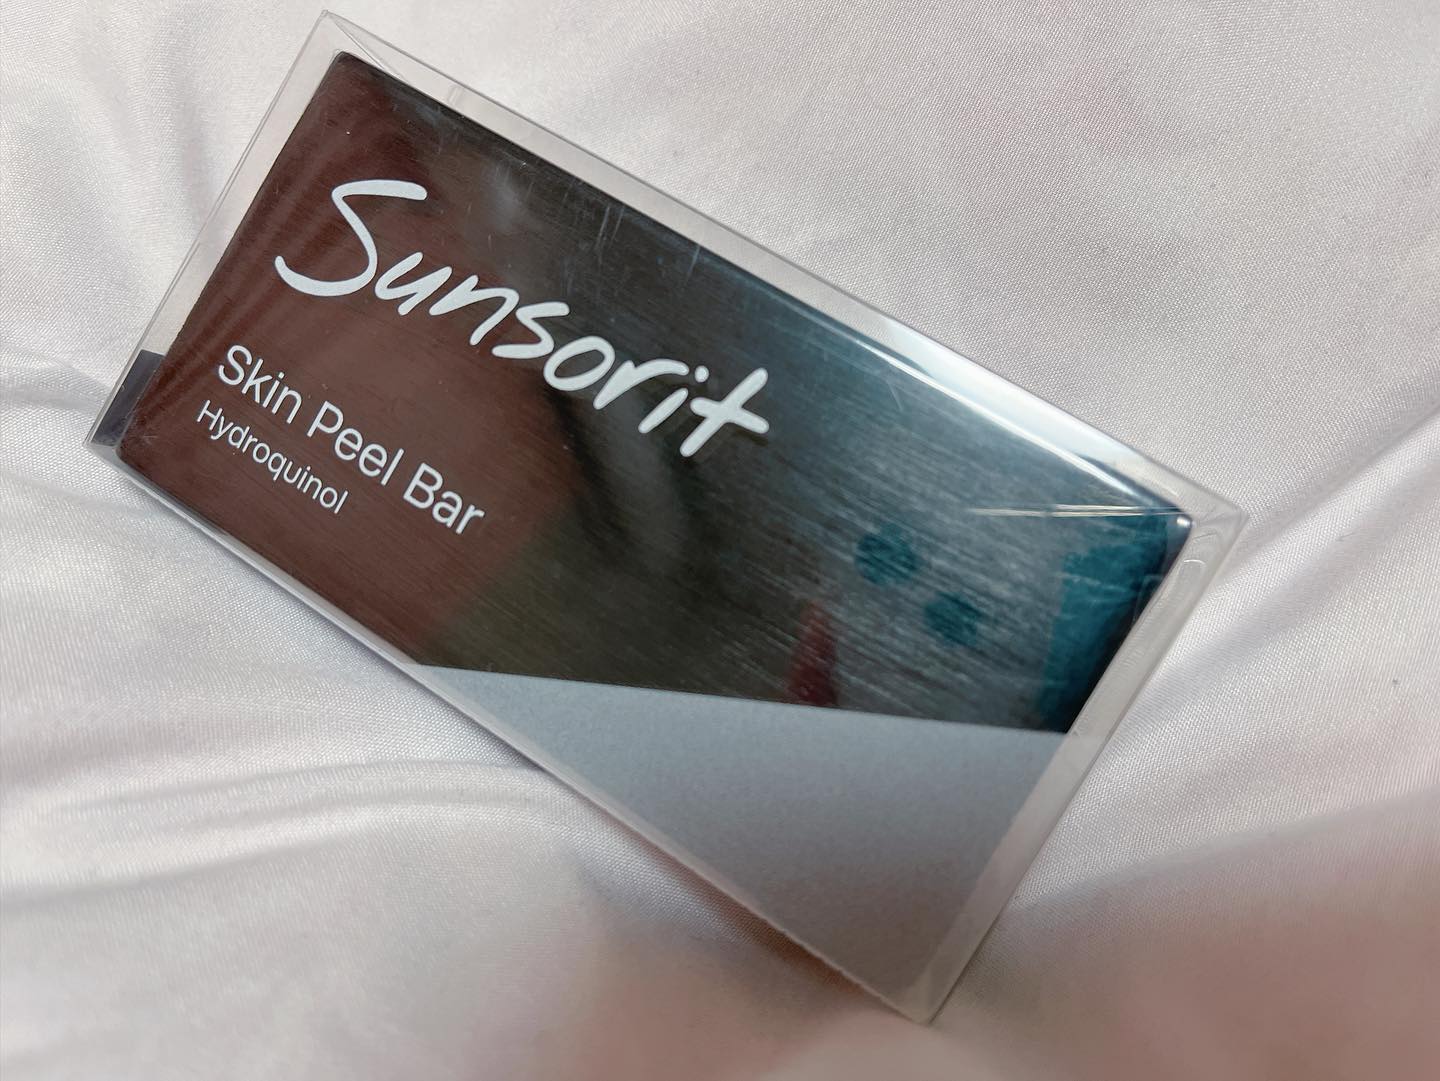 Sunsorit
Skin Peel Bar
Hydroquinol